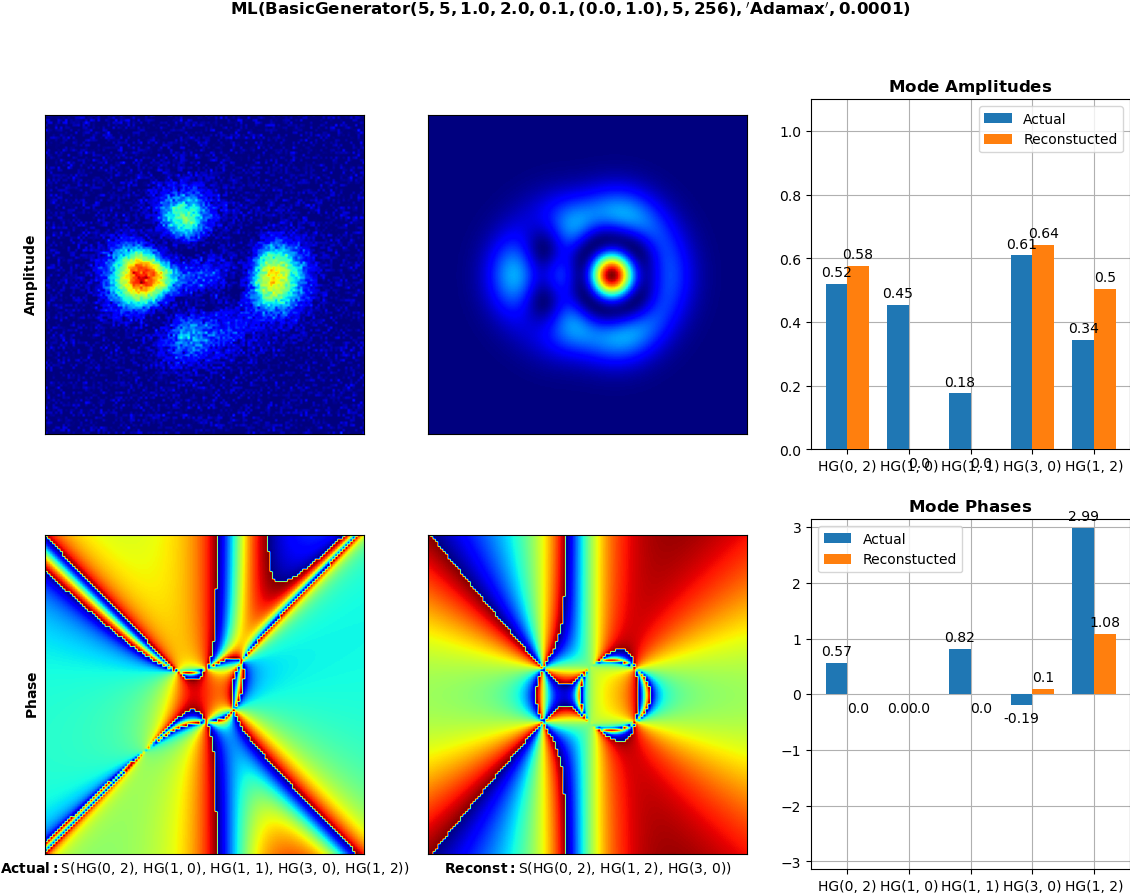 ML(BasicGenerator(5, 5, 1.0, 2.0, 0.1, (0.0, 1.0), 5, 256), ′Adamax′, 0.0001)
Amplitude
Mode Amplitudes
Actual
Reconstucted
1.0
0.8
0.6
0.4
0.2
0.0
0.52
0.58
0.45
0.0
0.18
0.0
0.61
0.64
0.34
0.5
HG(0, 2)
HG(1, 0)
HG(1, 1)
HG(3, 0)
HG(1, 2)
Phase
Actual: S(HG(0, 2), HG(1, 0), HG(1, 1), HG(3, 0), HG(1, 2))
Reconst: S(HG(0, 2), HG(1, 2), HG(3, 0))
Mode Phases
Actual
Reconstucted
3
2
1
0
−1
−2
−3
0.57
0.0
0.0
0.0
0.82
0.0
-0.19
0.1
2.99
1.08
HG(0, 2)
HG(1, 0)
HG(1, 1)
HG(3, 0)
HG(1, 2)